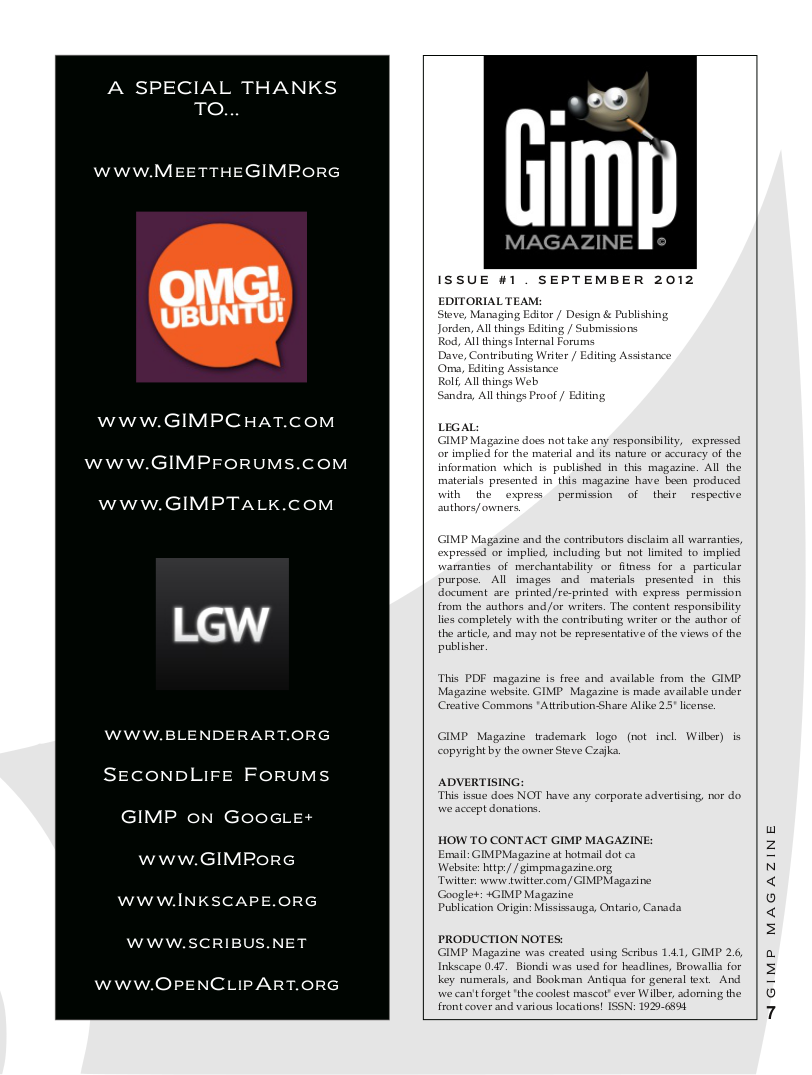 A SPECIAL THANKS
TO...
www.MeettheGIMP.org
OMG!
UBUNTU!™
www.GIMPChat.com
www.GIMPforums.com
www.GIMPTalk.com
LGW
www.blenderart.org
SecondLife Forums
GIMP on Google+
www.GIMP.org
www.Inkscape.org
www.scribus.net
www.OpenClipArt.org
Gimp
MAGAZINE ©
ISSUE #1 . SEPTEMBER 2012
EDITORIAL TEAM:
Steve, Managing Editor / Design & Publishing
Jorden, All things Editing / Submissions
Rod, All things Internal Forums
Dave, Contributing Writer / Editing Assistance
Oma, Editing Assistance
Rolf, All things Web
Sandra, All things Proof / Editing
LEGAL:
GIMP Magazine does not take any responsibility, expressed
or implied for the material and its nature or accuracy of the
information which is published in this magazine. All the
materials presented in this magazine have been produced
with the express permission of their respective
authors/owners.
GIMP Magazine and the contributors disclaim all warranties,
expressed or implied, including but not limited to implied
warranties of merchantability or fitness for a particular
purpose. All images and materials presented in this
document are printed/re-printed with express permission
from the authors and/or writers. The content responsibility
lies completely with the contributing writer or the author of
the article, and may not be representative of the views of the
publisher.
This PDF magazine is free and available from the GIMP
Magazine website. GIMP Magazine is made available under
Creative Commons "Attribution-Share Alike 2.5" license.
GIMP Magazine trademark logo (not incl. Wilber) is
copyright by the owner Steve Czajka.
ADVERTISING:
This issue does NOT have any corporate advertising, nor do
we accept donations.
HOW TO CONTACT GIMP MAGAZINE:
Email: GIMPMagazine at hotmail dot ca
Website: http://gimpmagazine.org
Twitter: www.twitter.com/GIMPMagazine
Google+: +GIMP Magazine
Publication Origin: Mississauga, Ontario, Canada
PRODUCTION NOTES:
GIMP Magazine was created using Scribus 1.4.1, GIMP 2.6,
Inkscape 0.47. Biondi was used for headlines, Browallia for
key numerals, and Bookman Antiqua for general text. And
we can't forget "the coolest mascot" ever Wilber, adorning the
front cover and various locations! ISSN: 1929-6894
GIMP MAGAZINE
7